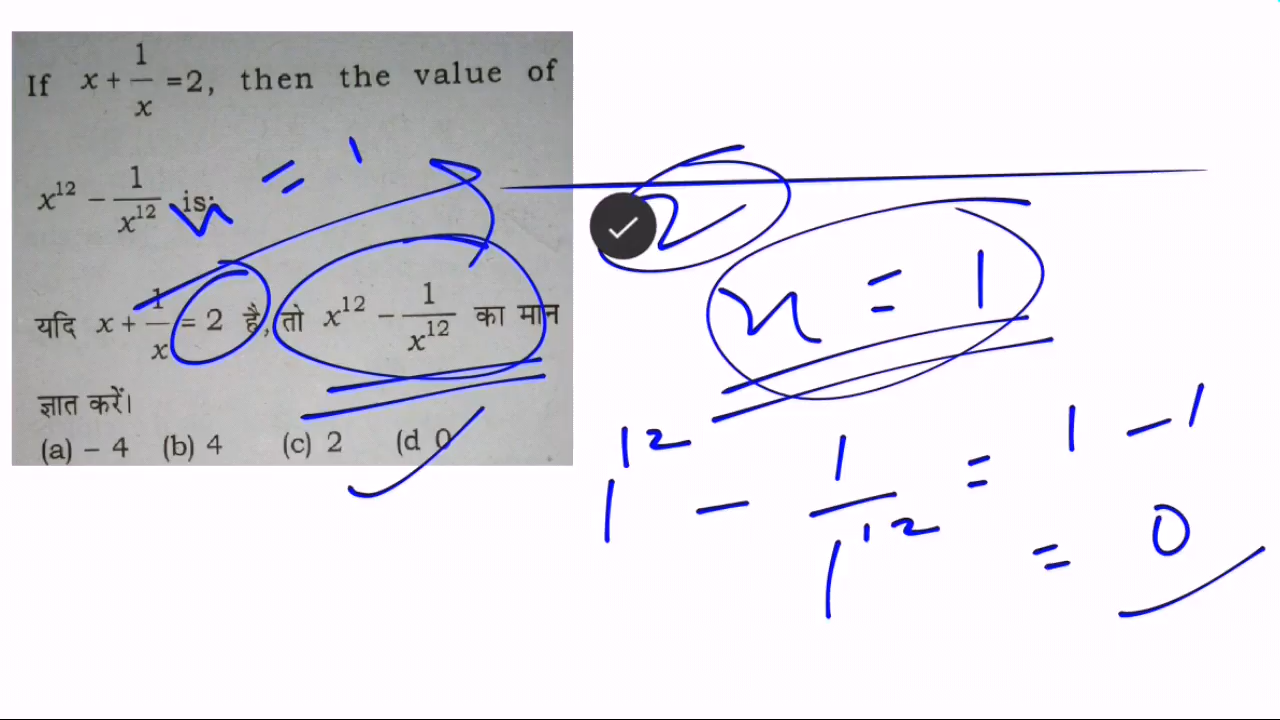 If x + 1/x = 2, then the value of
x¹² − 1/x¹² is:
x = 1
यदि x + 1/x = 2 है, तो x¹² − 1/x¹² का मान
ज्ञात करें।
(a) – 4 (b) 4 (c) 2 (d 0
2
x = 1
1¹² − 1/1¹² = 1 − 1
= 0